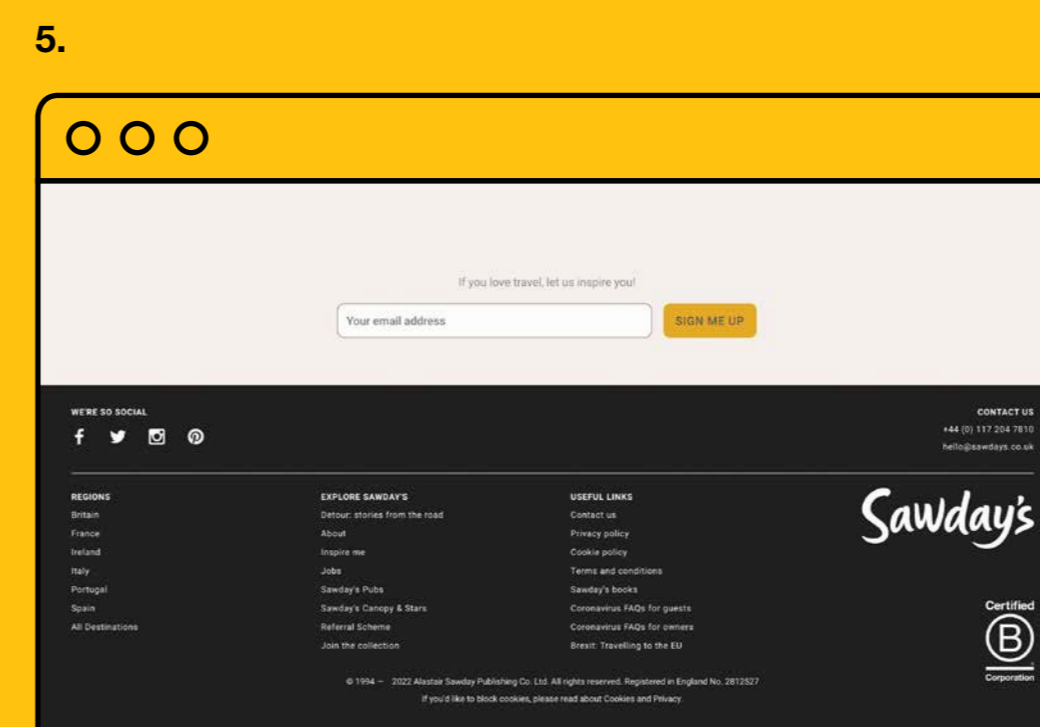 5.
If you love travel, let us inspire you!
Your email address
SIGN ME UP
WE'RE SO SOCIAL
CONTACT US
+44 (0) 117 204 7810
hello@sawdays.co.uk
REGIONS
Britain
France
Ireland
Italy
Portugal
Spain
All Destinations
EXPLORE SAWDAY'S
Detour: stories from the road
About
Inspire me
Jobs
Sawday's Pubs
Sawday's Canopy & Stars
Referral Scheme
Join the collection
USEFUL LINKS
Contact us
Privacy policy
Cookie policy
Terms and conditions
Sawday's books
Coronavirus FAQs for guests
Coronavirus FAQs for owners
Brexit: Travelling to the EU
Sawday's
Certified
B
Corporation
© 1994 — 2022 Alastair Sawday Publishing Co. Ltd. All rights reserved. Registered in England No. 2812527
If you'd like to block cookies, please read about Cookies and Privacy.